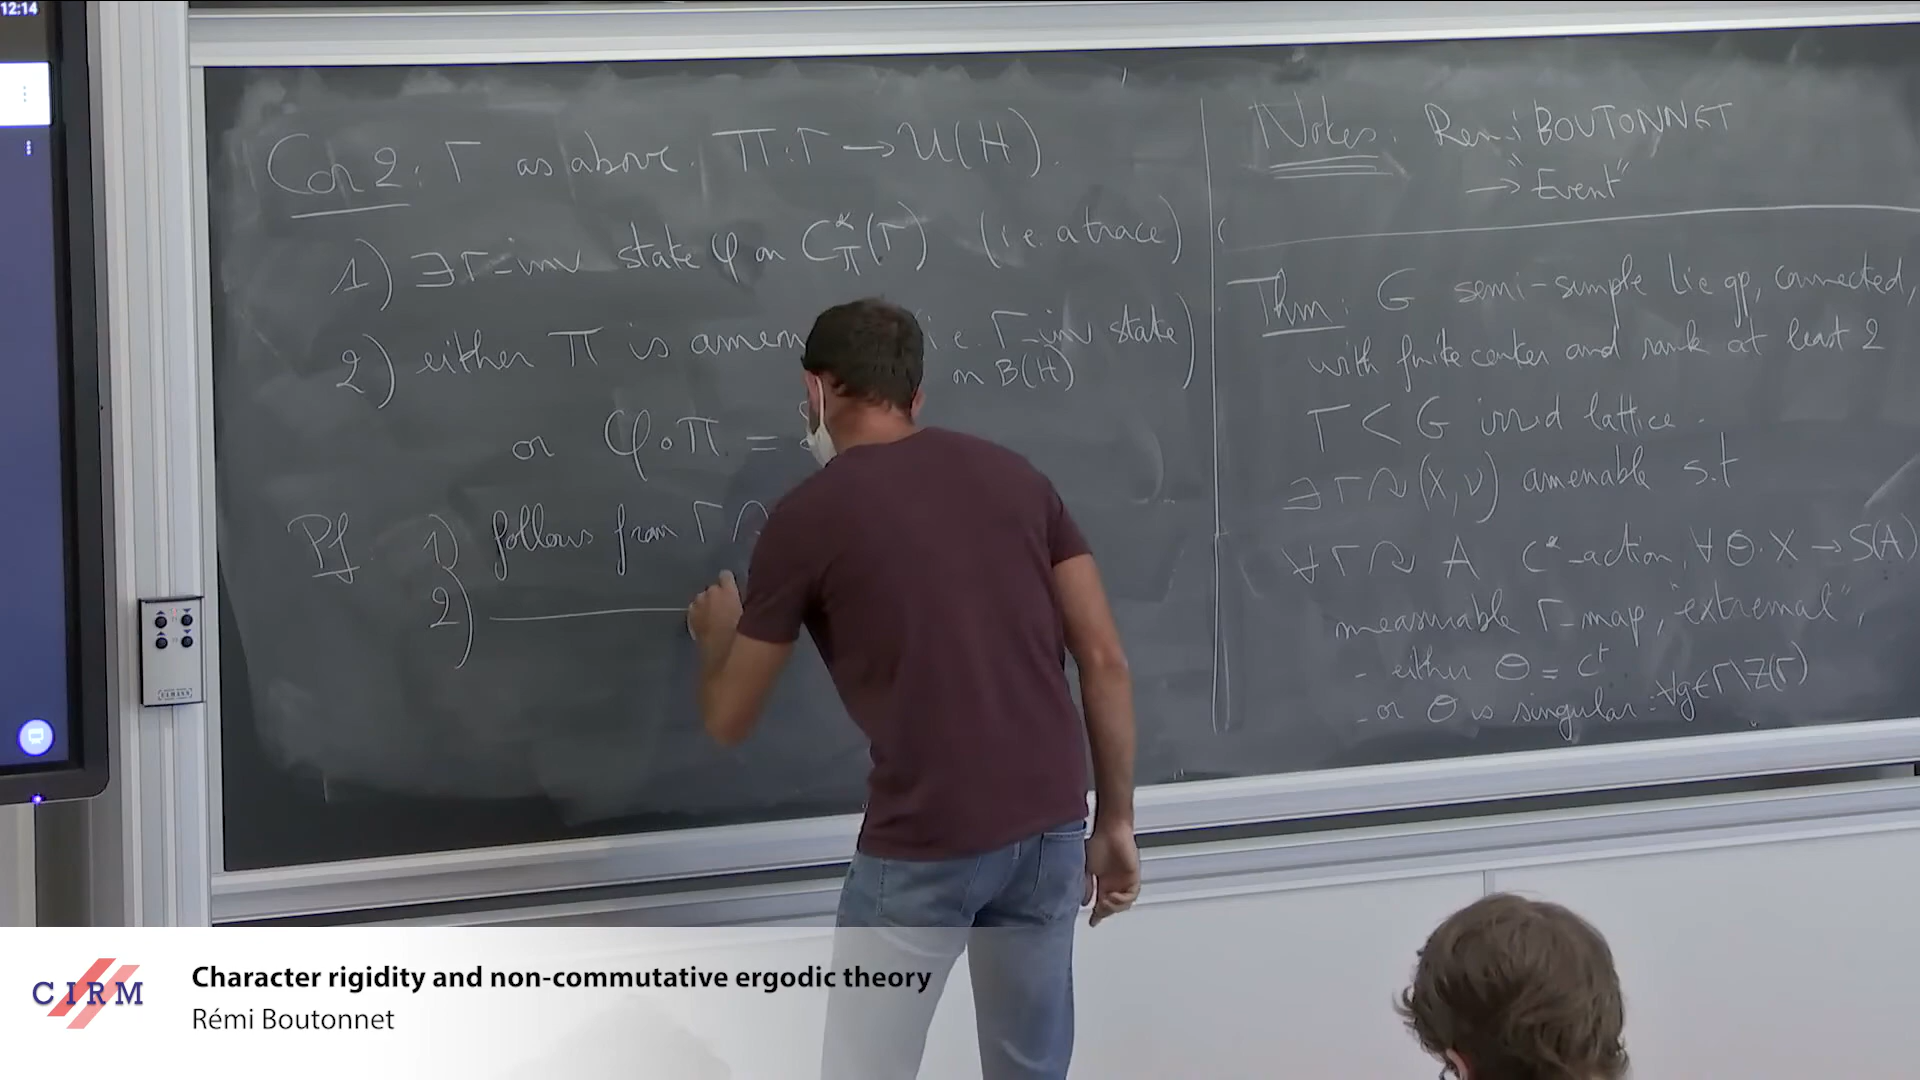 12:14
Cor 2: Γ as above. Π: Γ → U(H).
1) ∃ Γ-inv state φ on C*_π(Γ) (i.e. a trace)
2) either π is amen (i.e. Γ-inv state on B(H))
or φ∘π =
Pf 1) follows from Γ ↷
2)
Notes: Rémi BOUTONNET
→ "Event"
Thm: G semi-simple Lie gp, connected,
with finite center and rank at least 2
Γ < G irred lattice.
∃ Γ ↷ (X,ν) amenable s.t
∀ Γ ↷ A C*-action, ∀ Θ: X → S(A)
measurable Γ-map, "extremal",
- either Θ = c^t
- or Θ is singular: ∀g∈Γ\Z(Γ)
CIRM
Character rigidity and non-commutative ergodic theory
Rémi Boutonnet